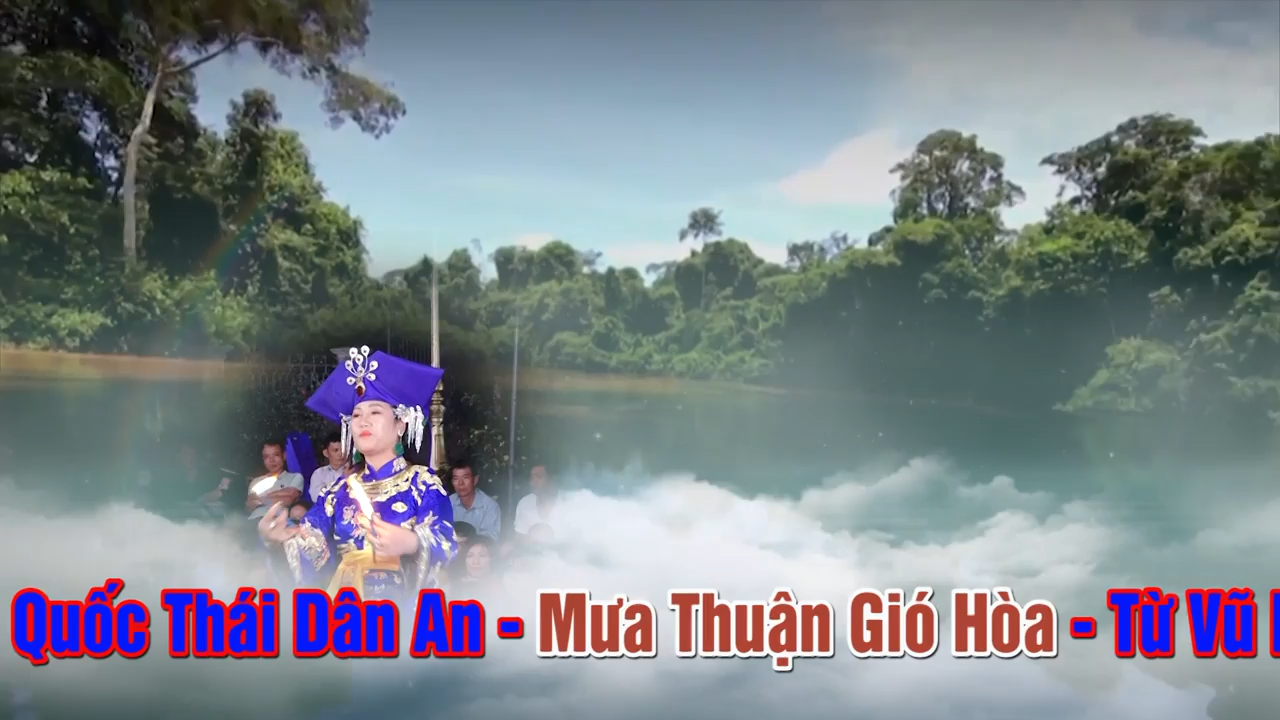 Quốc Thái Dân An - Mưa Thuận Gió Hòa - Từ Vũ